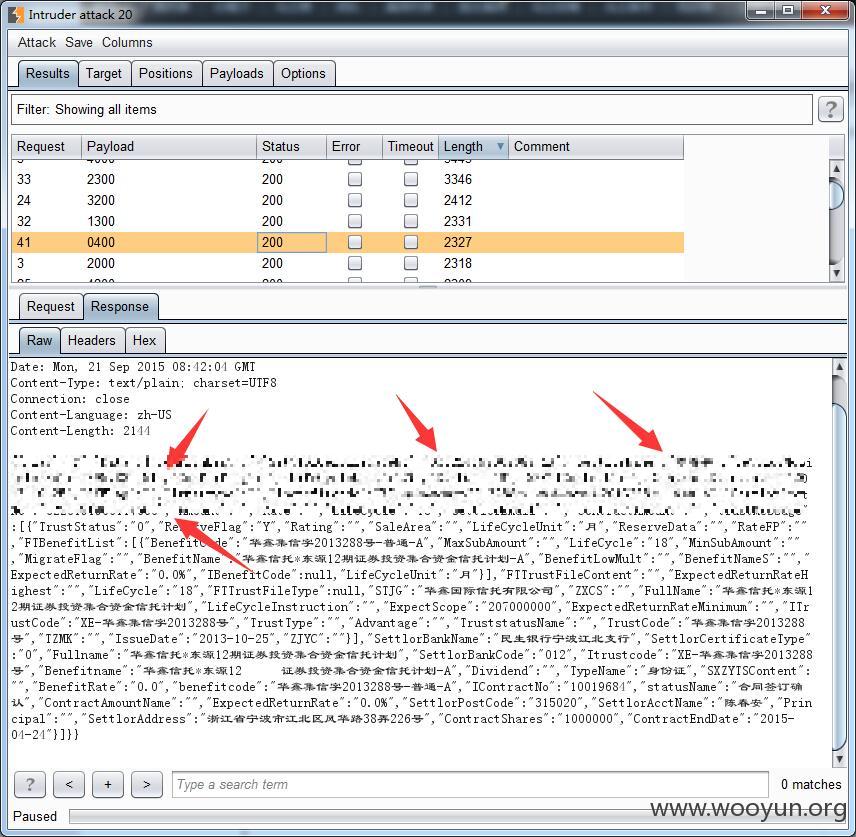 Intruder attack 20
Attack Save Columns
Results Target Positions Payloads Options
Filter: Showing all items ?
Request Payload Status Error Timeout Length Comment
33 2300 200 3346
24 3200 200 2412
32 1300 200 2331
41 0400 200 2327
3 2000 200 2318
Request Response
Raw Headers Hex
Date: Mon, 21 Sep 2015 08:42:04 GMT
Content-Type: text/plain; charset=UTF8
Connection: close
Content-Language: zh-US
Content-Length: 2144
:[{"TrustStatus":"0","ReserveFlag":"Y","Rating":"","SaleArea":"","LifeCycleUnit":"月","ReserveData":"","RateFP":""
,"FTBenefitList":[{"BenefitCode":"华鑫集信字2013288号-普通-A","MaxSubAmount":"","LifeCycle":"18","MinSubAmount":""
,"MigrateFlag":"","BenefitName":"华鑫信托*东源12期证券投资集合资金信托计划-A","BenefitLowMult":"","BenefitNameS":"","
ExpectedReturnRate":"0.0%","IBenefitCode":null,"LifeCycleUnit":"月"}],"FITrustFileContent":"","ExpectedReturnRateH
ighest":"","LifeCycle":"18","FITrustFileType":null,"STJG":"华鑫国际信托有限公司","ZXCS":"","FullName":"华鑫信托*东源1
2期证券投资集合资金信托计划","LifeCycleInstruction":"","ExpectScope":"207000000","ExpectedReturnRateMinimum":"","ITr
ustCode":"XE-华鑫集信字2013288号","TrustType":"","Advantage":"","TruststatusName":"","TrustCode":"华鑫集信字2013288
号","TZMK":"","IssueDate":"2013-10-25","ZJYC":""}],"SettlorBankName":"民生银行宁波江北支行","SettlorCertificateType"
:"0","Fullname":"华鑫信托*东源12期证券投资集合资金信托计划","SettlorBankCode":"012","Itrustcode":"XE-华鑫集信字2013288
号","Benefitname":"华鑫信托*东源12 证券投资集合资金信托计划-A","Dividend":"","TypeName":"身份证","SXZYTSContent"
:"","BenefitRate":"0.0","benefitcode":"华鑫集信字2013288号-普通-A","IContractNo":"10019684","statusName":"合同签订确
认","ContractAmountName":"","ExpectedReturnRate":"0.0%","SettlorPostCode":"315020","SettlorAcctName":"陈春安","Prin
cipal":"","SettlorAddress":"浙江省宁波市江北区风华路38弄226号","ContractShares":"1000000","ContractEndDate":"2015-
04-24"}]}}
? < + > Type a search term 0 matches
Paused
www.wooyun.org